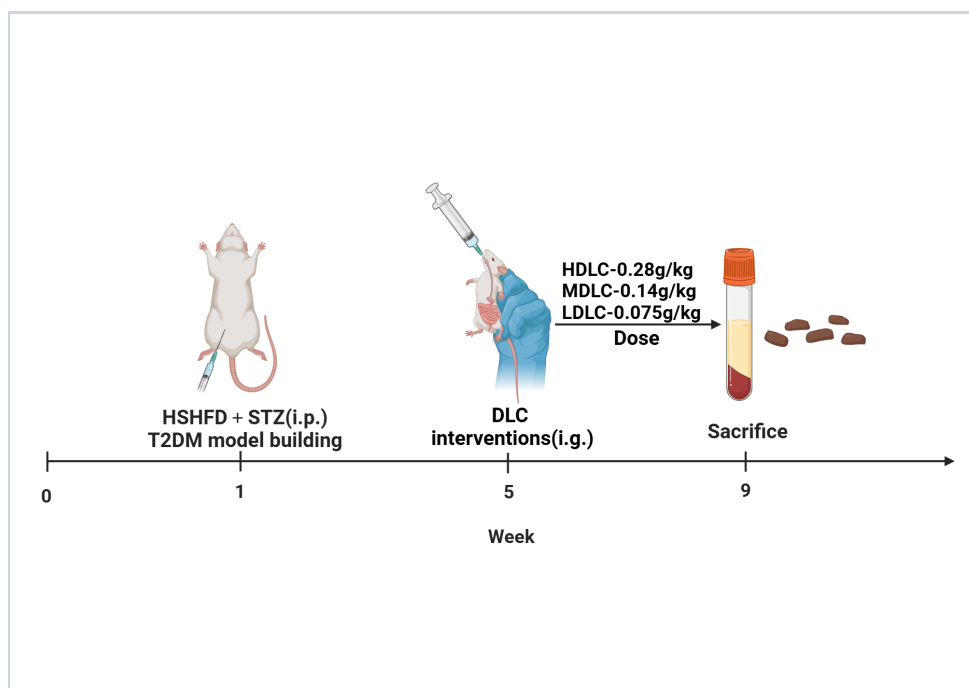 HDLC-0.28g/kg
MDLC-0.14g/kg
LDLC-0.075g/kg
Dose
HSHFD + STZ(i.p.)
T2DM model building
DLC
interventions(i.g.)
Sacrifice
0
1
5
9
Week